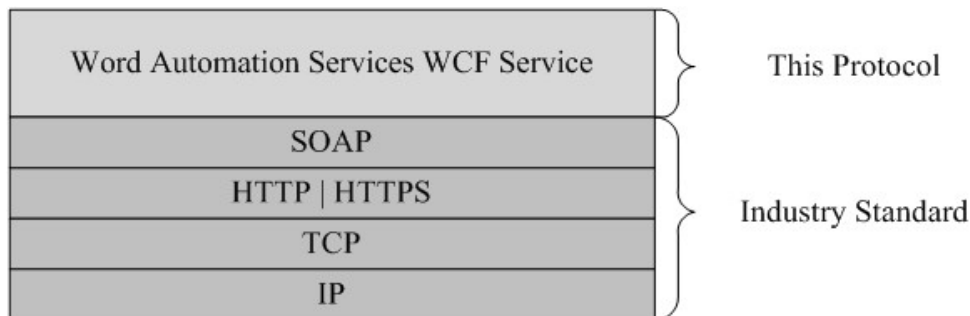 Word Automation Services WCF Service
This Protocol
SOAP
HTTP | HTTPS
Industry Standard
TCP
IP